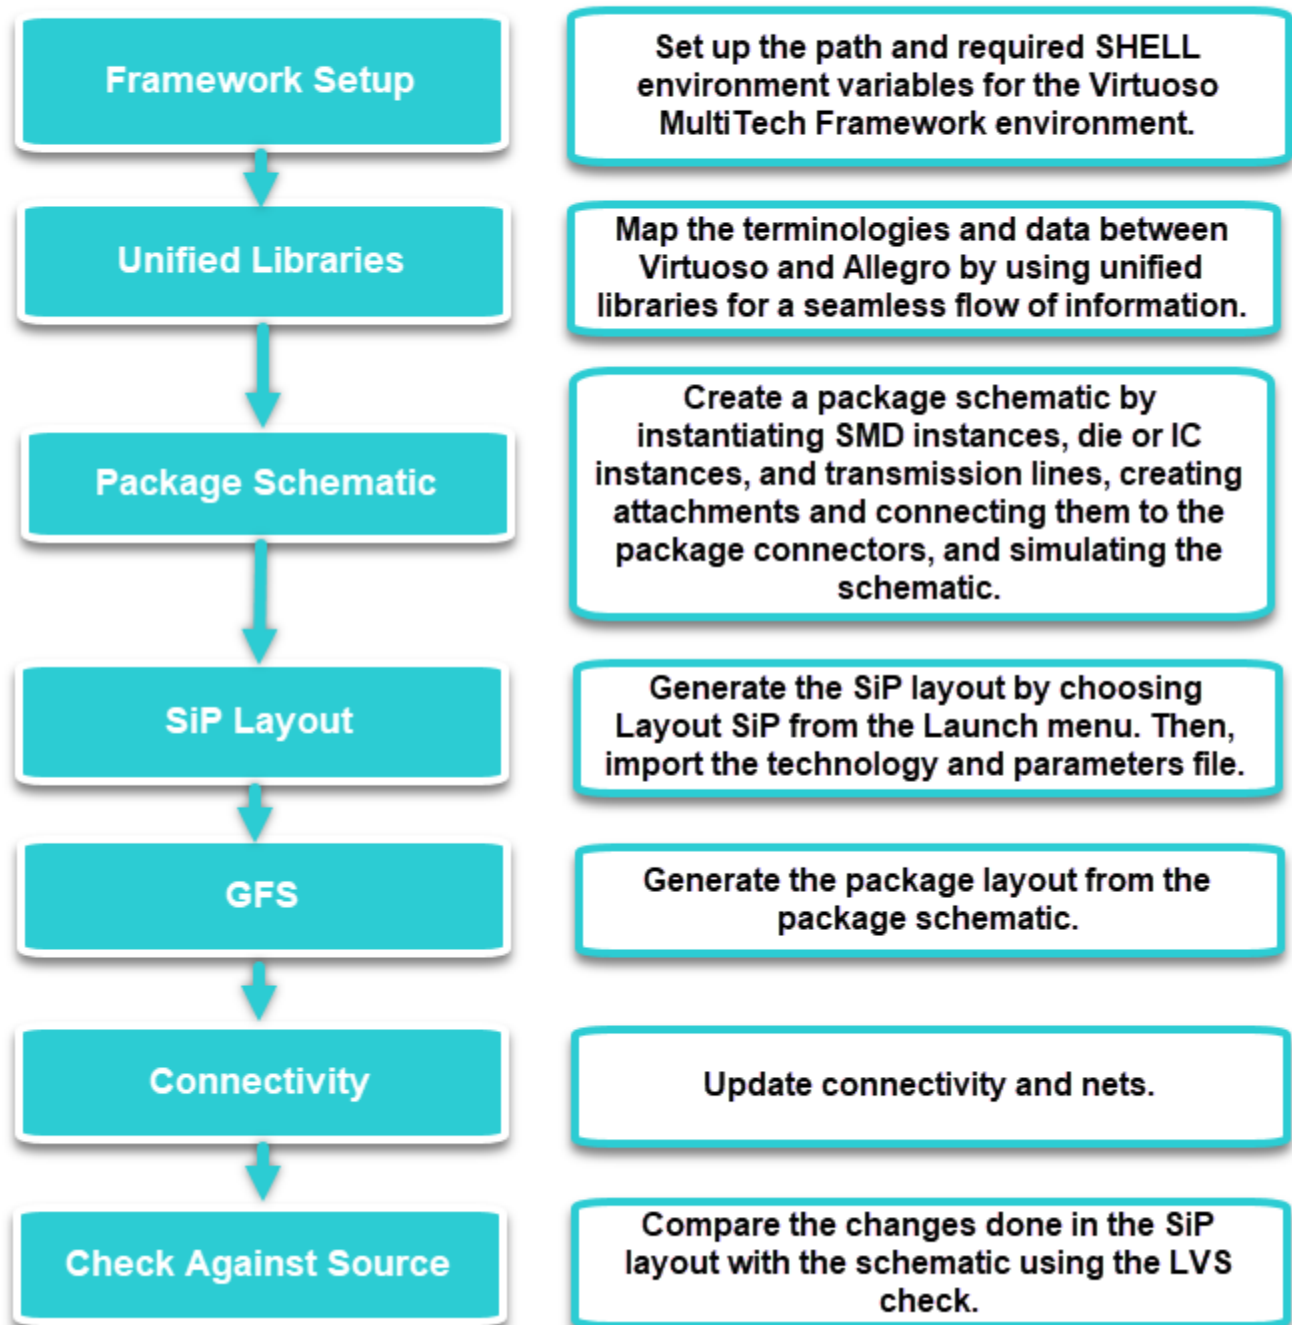 Framework Setup
Set up the path and required SHELL
environment variables for the Virtuoso
MultiTech Framework environment.
Unified Libraries
Map the terminologies and data between
Virtuoso and Allegro by using unified
libraries for a seamless flow of information.
Package Schematic
Create a package schematic by
instantiating SMD instances, die or IC
instances, and transmission lines, creating
attachments and connecting them to the
package connectors, and simulating the
schematic.
SiP Layout
Generate the SiP layout by choosing
Layout SiP from the Launch menu. Then,
import the technology and parameters file.
GFS
Generate the package layout from the
package schematic.
Connectivity
Update connectivity and nets.
Check Against Source
Compare the changes done in the SiP
layout with the schematic using the LVS
check.